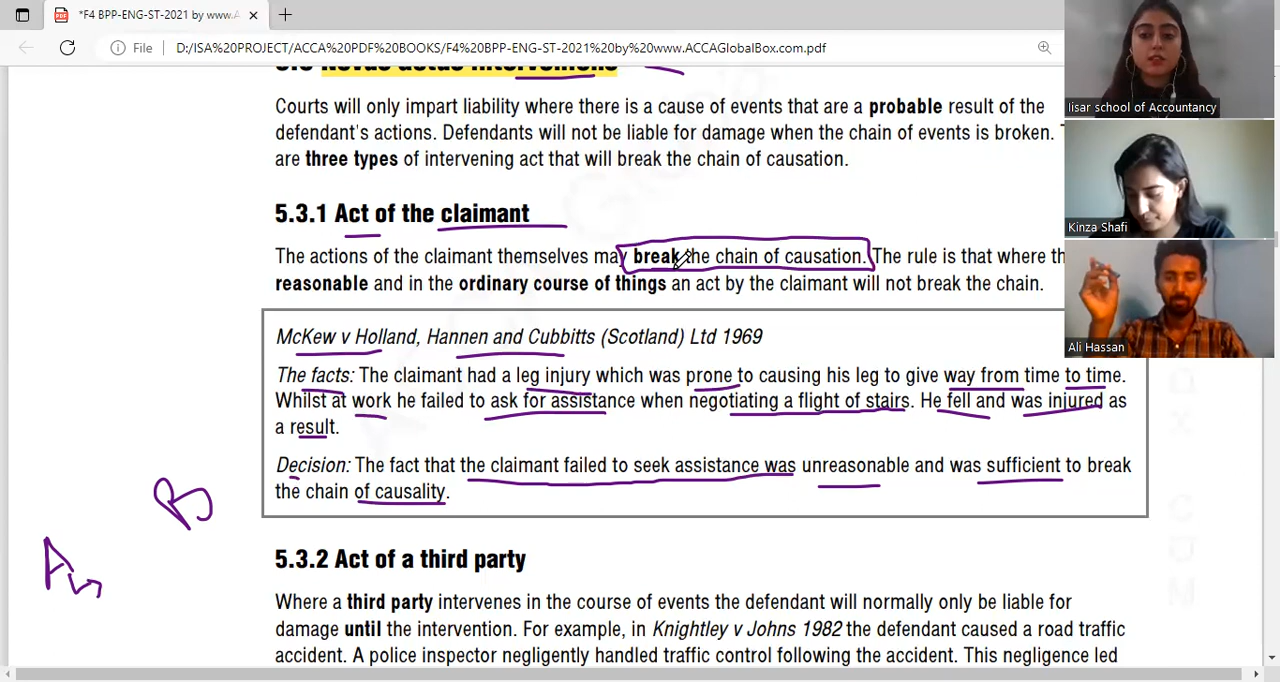 *F4 BPP-ENG-ST-2021 by www.A
File
D:/ISA%20PROJECT/ACCA%20PDF%20BOOKS/F4%20BPP-ENG-ST-2021%20by%20www.ACCAGlobalBox.com.pdf
Courts will only impart liability where there is a cause of events that are a probable result of the
defendant's actions. Defendants will not be liable for damage when the chain of events is broken. T
are three types of intervening act that will break the chain of causation.
5.3.1 Act of the claimant
The actions of the claimant themselves may break the chain of causation. The rule is that where th
reasonable and in the ordinary course of things an act by the claimant will not break the chain.
McKew v Holland, Hannen and Cubbitts (Scotland) Ltd 1969
The facts: The claimant had a leg injury which was prone to causing his leg to give way from time to time.
Whilst at work he failed to ask for assistance when negotiating a flight of stairs. He fell and was injured as
a result.
Decision: The fact that the claimant failed to seek assistance was unreasonable and was sufficient to break
the chain of causality.
B
5.3.2 Act of a third party
Where a third party intervenes in the course of events the defendant will normally only be liable for
damage until the intervention. For example, in Knightley v Johns 1982 the defendant caused a road traffic
accident. A police inspector negligently handled traffic control following the accident. This negligence led
lisar school of Accountancy
Kinza Shafi
Ali Hassan